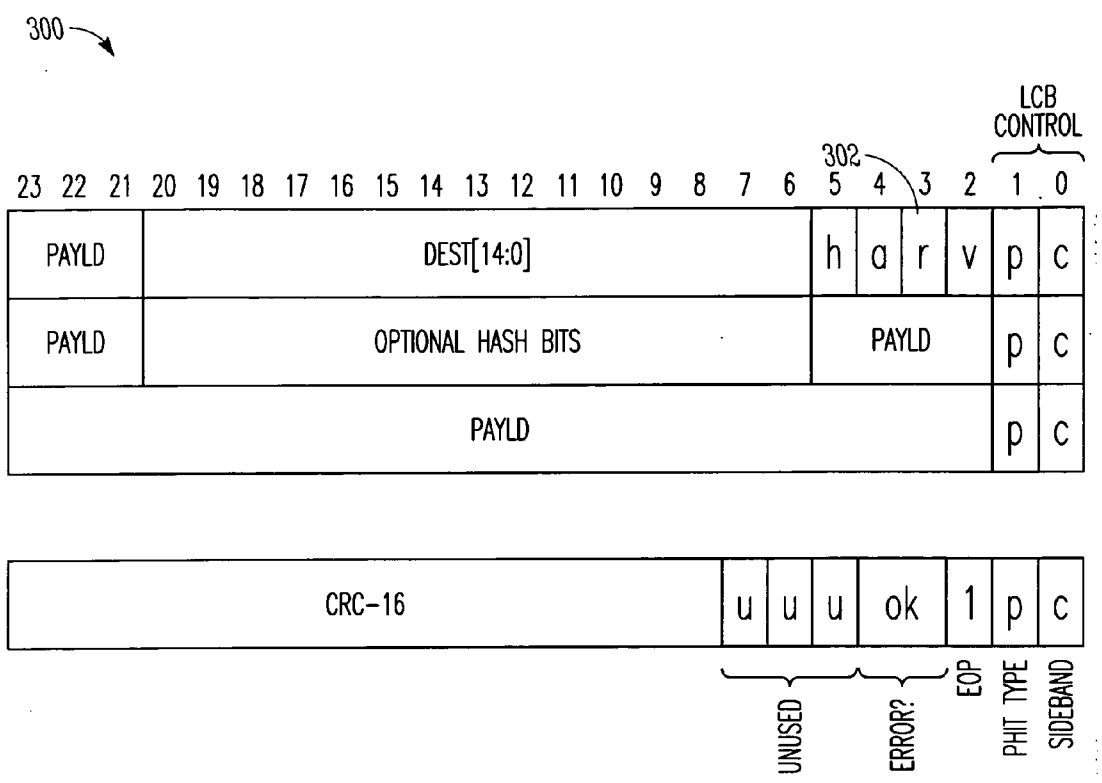 300
LCB
CONTROL
302
23 22 21 20 19 18 17 16 15 14 13 12 11 10 9 8 7 6 5 4 3 2 1 0
PAYLD DEST[14:0] h a r v p c
PAYLD OPTIONAL HASH BITS PAYLD p c
PAYLD p c
CRC-16 u u u ok 1 p c
UNUSED
ERROR?
EOP
PHIT TYPE
SIDEBAND